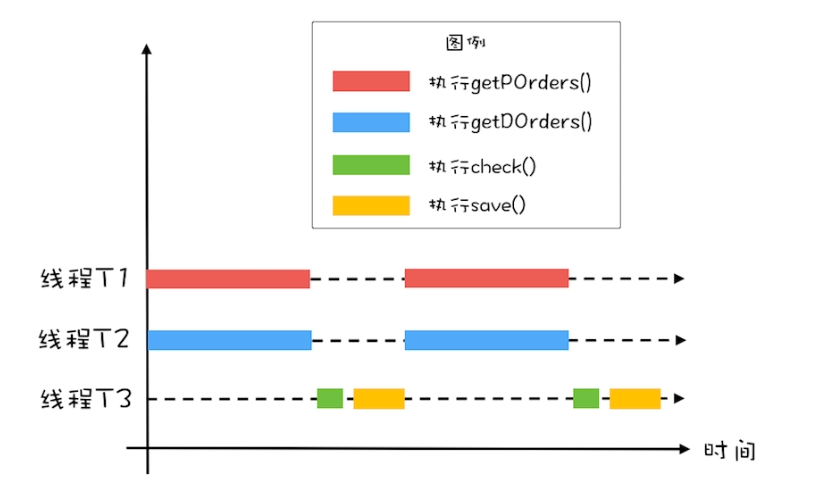 图例
执行getPOrders()
执行getDOrders()
执行check()
执行save()
线程T1
线程T2
线程T3
时间